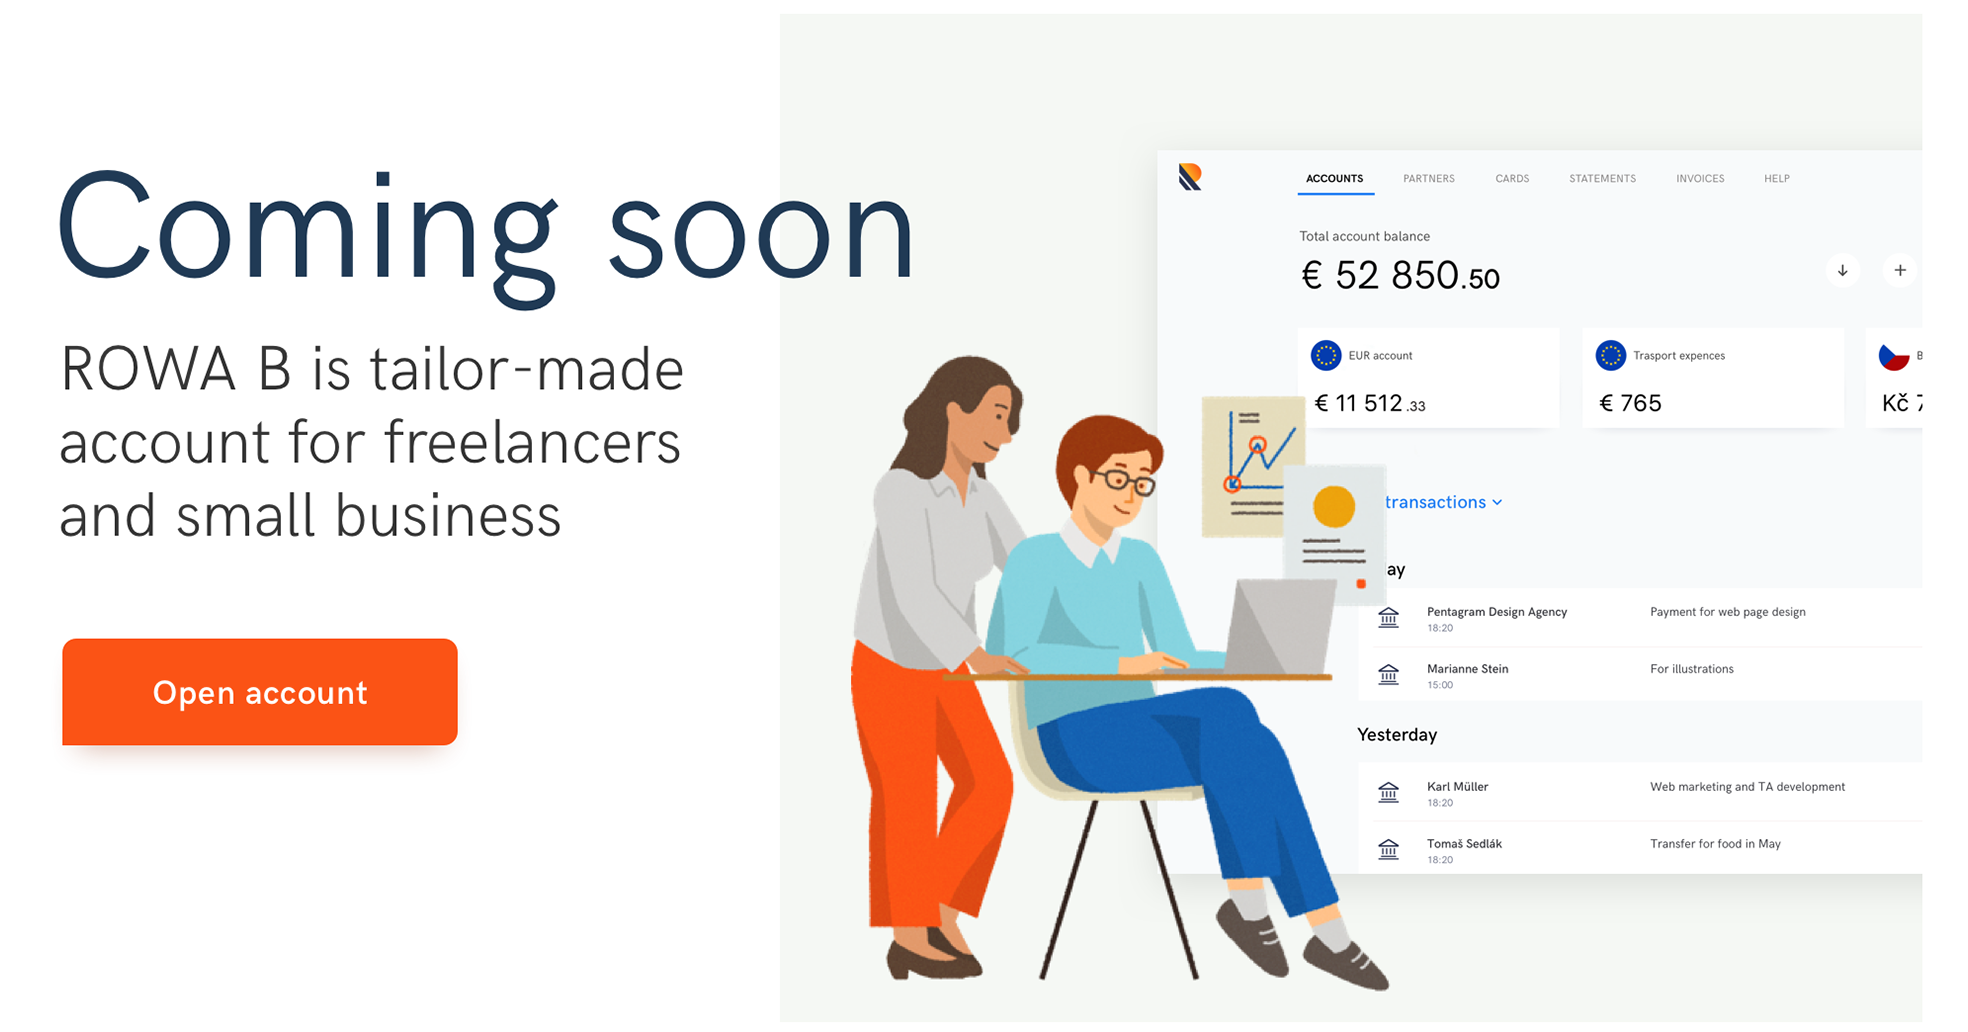 Coming soon
ROWA B is tailor-made
account for freelancers
and small business
Open account
ACCOUNTS PARTNERS CARDS STATEMENTS INVOICES HELP
Total account balance
€ 52 850.50
EUR account
€ 11 512.33
Trasport expences
€ 765
B
Kč 7
transactions
ay
Pentagram Design Agency Payment for web page design
18:20
Marianne Stein For illustrations
15:00
Yesterday
Karl Müller Web marketing and TA development
18:20
Tomaš Sedlák Transfer for food in May
18:20